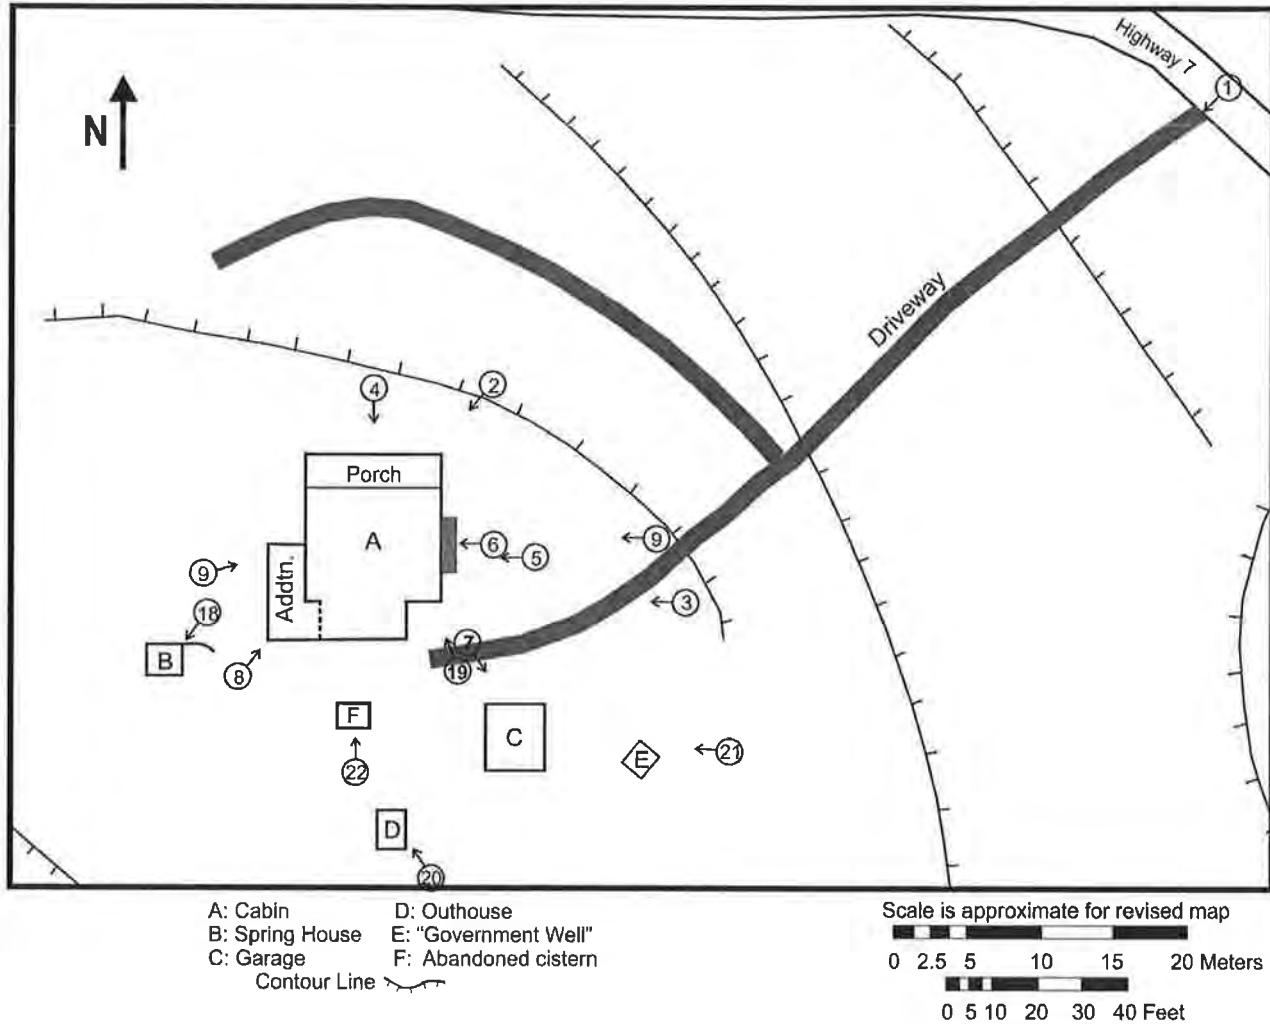 Highway 7
1
N
Driveway
4
2
Porch
A
6
5
9
9
Addtn.
3
18
B
8
7
19
F
C
E
21
22
D
20
A: Cabin
D: Outhouse
B: Spring House
E: "Government Well"
C: Garage
F: Abandoned cistern
Contour Line
Scale is approximate for revised map
0 2.5 5 10 15 20 Meters
0 5 10 20 30 40 Feet